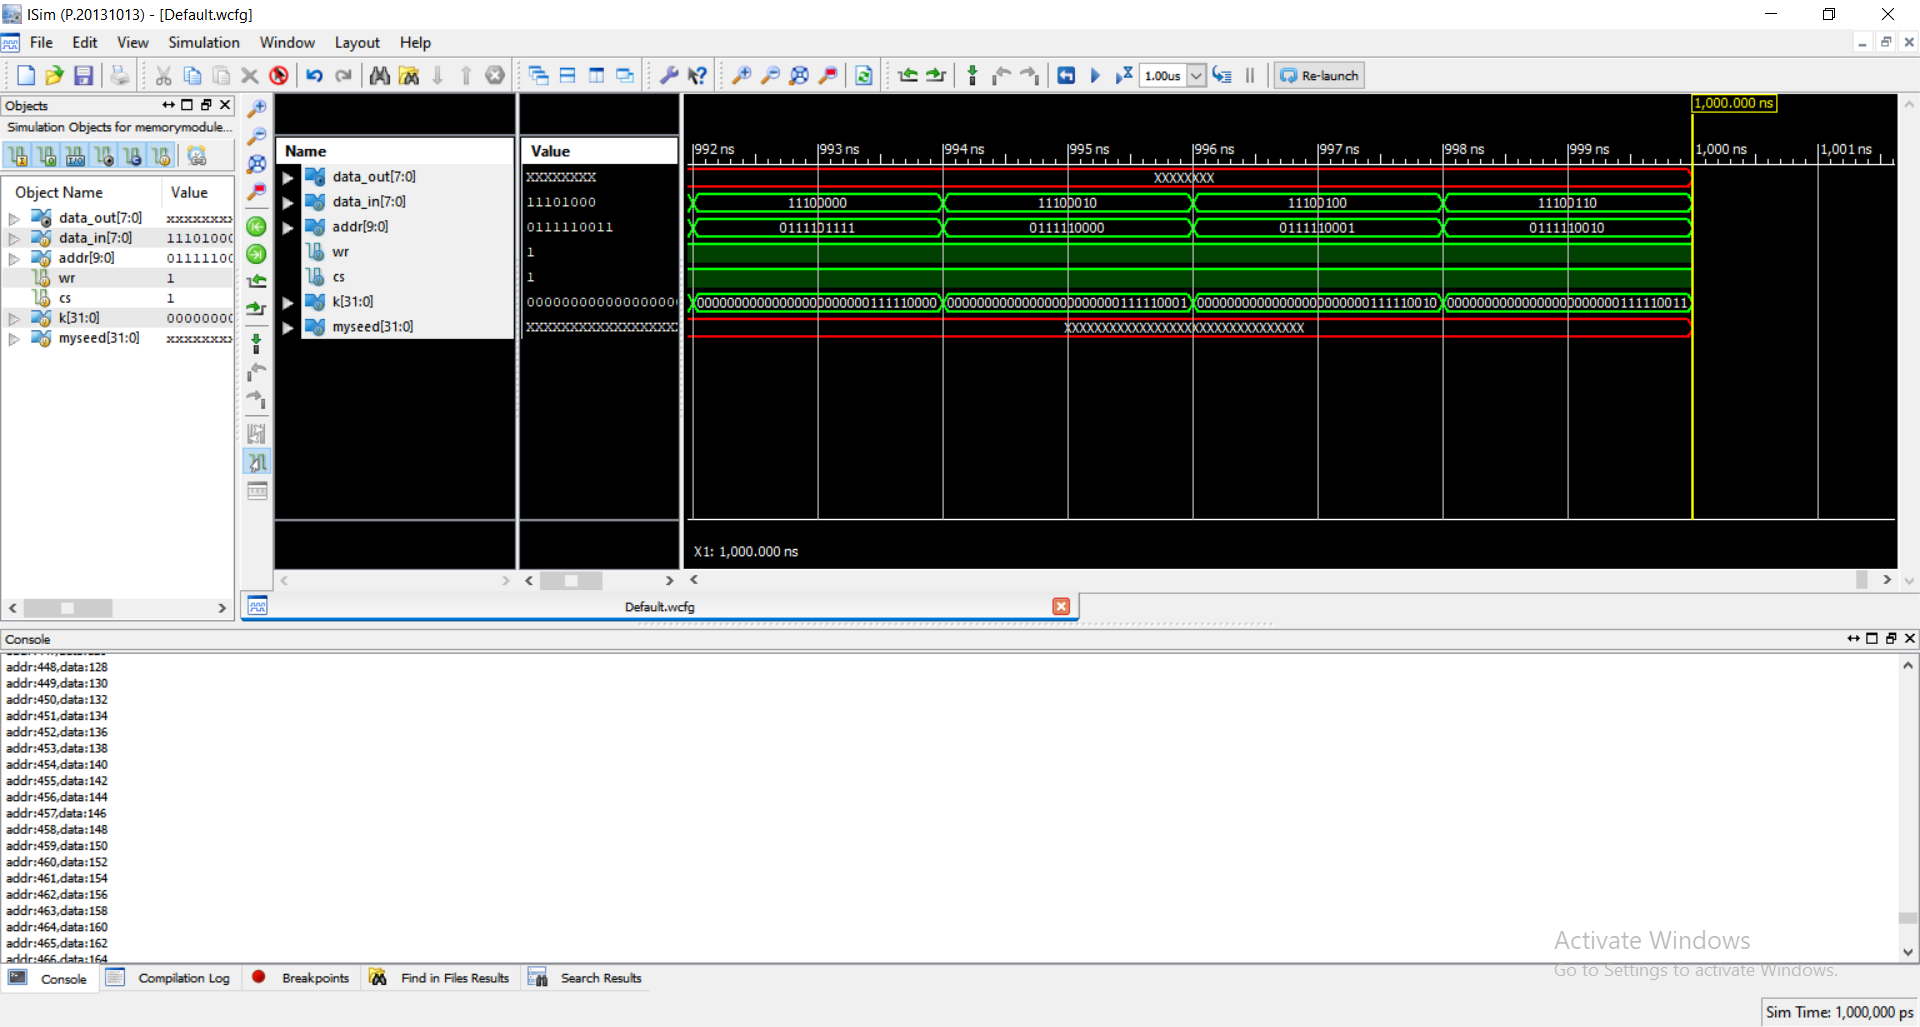 ISim (P.20131013) - [Default.wcfg]
File Edit View Simulation Window Layout Help
1.00us Re-launch
Objects
Simulation Objects for memorymodule...
Object Name Value
data_out[7:0] xxxxxxxx
data_in[7:0] 1110100
addr[9:0] 0111110
wr 1
cs 1
k[31:0] 0000000
myseed[31:0] xxxxxxx
Name Value
data_out[7:0] XXXXXXXX
data_in[7:0] 11101000
addr[9:0] 0111110011
wr 1
cs 1
k[31:0]
myseed[31:0]
1,000.000 ns
992 ns 993 ns 994 ns 995 ns 996 ns 997 ns 998 ns 999 ns 1,000 ns 1,001 ns
XXXXXXXX
11100000 11100010 11100100 11100110
0111101111 0111110000 0111110001 0111110010
00000000000000000000000111110000 00000000000000000000000111110001 00000000000000000000000111110010 00000000000000000000000111110011
XXXXXXXXXXXXXXXXXXXXXXXXXXXXXXXX
X1: 1,000.000 ns
Default.wcfg
Console
addr:448,data:128
addr:449,data:130
addr:450,data:132
addr:451,data:134
addr:452,data:136
addr:453,data:138
addr:454,data:140
addr:455,data:142
addr:456,data:144
addr:457,data:146
addr:458,data:148
addr:459,data:150
addr:460,data:152
addr:461,data:154
addr:462,data:156
addr:463,data:158
addr:464,data:160
addr:465,data:162
addr:466,data:164
Activate Windows
Go to Settings to activate Windows.
Console Compilation Log Breakpoints Find in Files Results Search Results
Sim Time: 1,000,000 ps